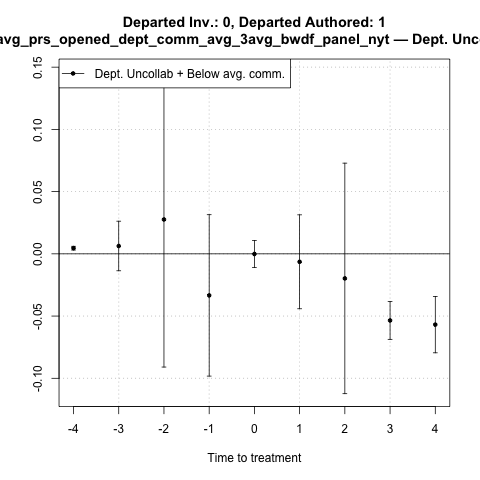 Departed Inv.: 0, Departed Authored: 1
avg_prs_opened_dept_comm_avg_3avg_bwdf_panel_nyt — Dept. Unco
Dept. Uncollab + Below avg. comm.
0.15
0.10
0.05
0.00
-0.05
-0.10
-4 -3 -2 -1 0 1 2 3 4
Time to treatment